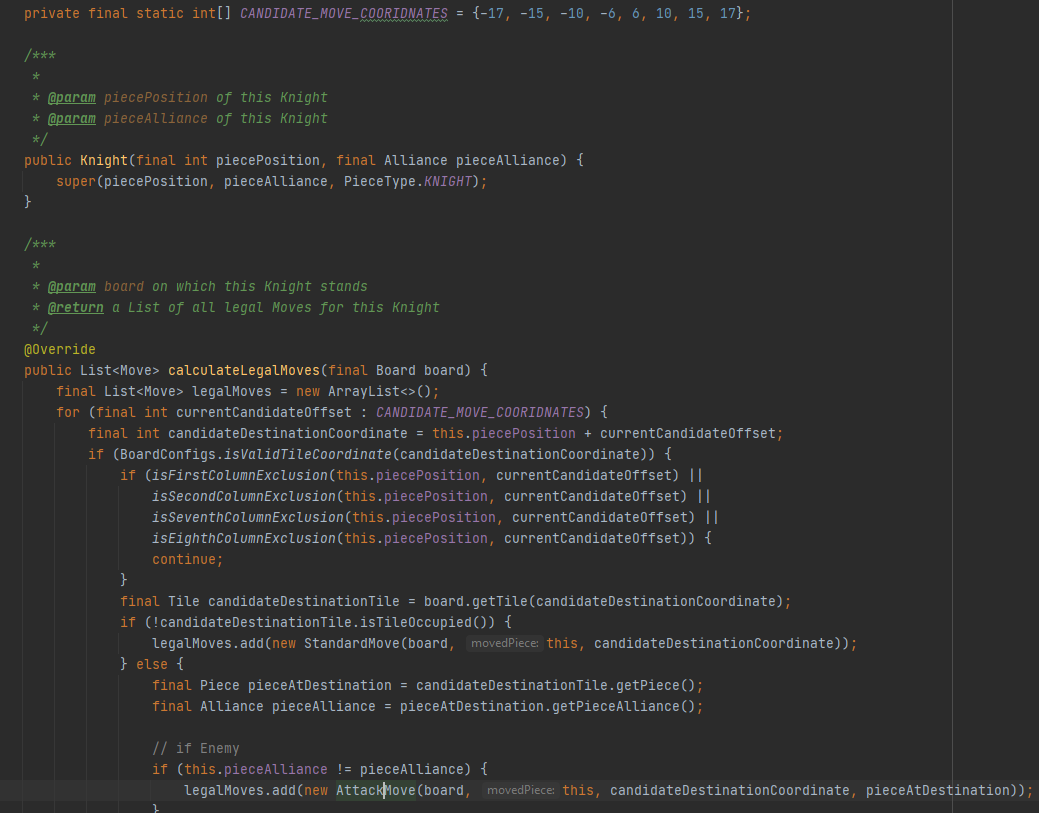 private final static int[] CANDIDATE_MOVE_COORIDNATES = {-17, -15, -10, -6, 6, 10, 15, 17};
/***
*
* @param piecePosition of this Knight
* @param pieceAlliance of this Knight
*/
public Knight(final int piecePosition, final Alliance pieceAlliance) {
super(piecePosition, pieceAlliance, PieceType.KNIGHT);
}
/***
*
* @param board on which this Knight stands
* @return a List of all legal Moves for this Knight
*/
@Override
public List<Move> calculateLegalMoves(final Board board) {
final List<Move> legalMoves = new ArrayList<>();
for (final int currentCandidateOffset : CANDIDATE_MOVE_COORIDNATES) {
final int candidateDestinationCoordinate = this.piecePosition + currentCandidateOffset;
if (BoardConfigs.isValidTileCoordinate(candidateDestinationCoordinate)) {
if (isFirstColumnExclusion(this.piecePosition, currentCandidateOffset) ||
isSecondColumnExclusion(this.piecePosition, currentCandidateOffset) ||
isSeventhColumnExclusion(this.piecePosition, currentCandidateOffset) ||
isEighthColumnExclusion(this.piecePosition, currentCandidateOffset)) {
continue;
}
final Tile candidateDestinationTile = board.getTile(candidateDestinationCoordinate);
if (!candidateDestinationTile.isTileOccupied()) {
legalMoves.add(new StandardMove(board, movedPiece: this, candidateDestinationCoordinate));
} else {
final Piece pieceAtDestination = candidateDestinationTile.getPiece();
final Alliance pieceAlliance = pieceAtDestination.getPieceAlliance();
// if Enemy
if (this.pieceAlliance != pieceAlliance) {
legalMoves.add(new AttackMove(board, movedPiece: this, candidateDestinationCoordinate, pieceAtDestination));
}